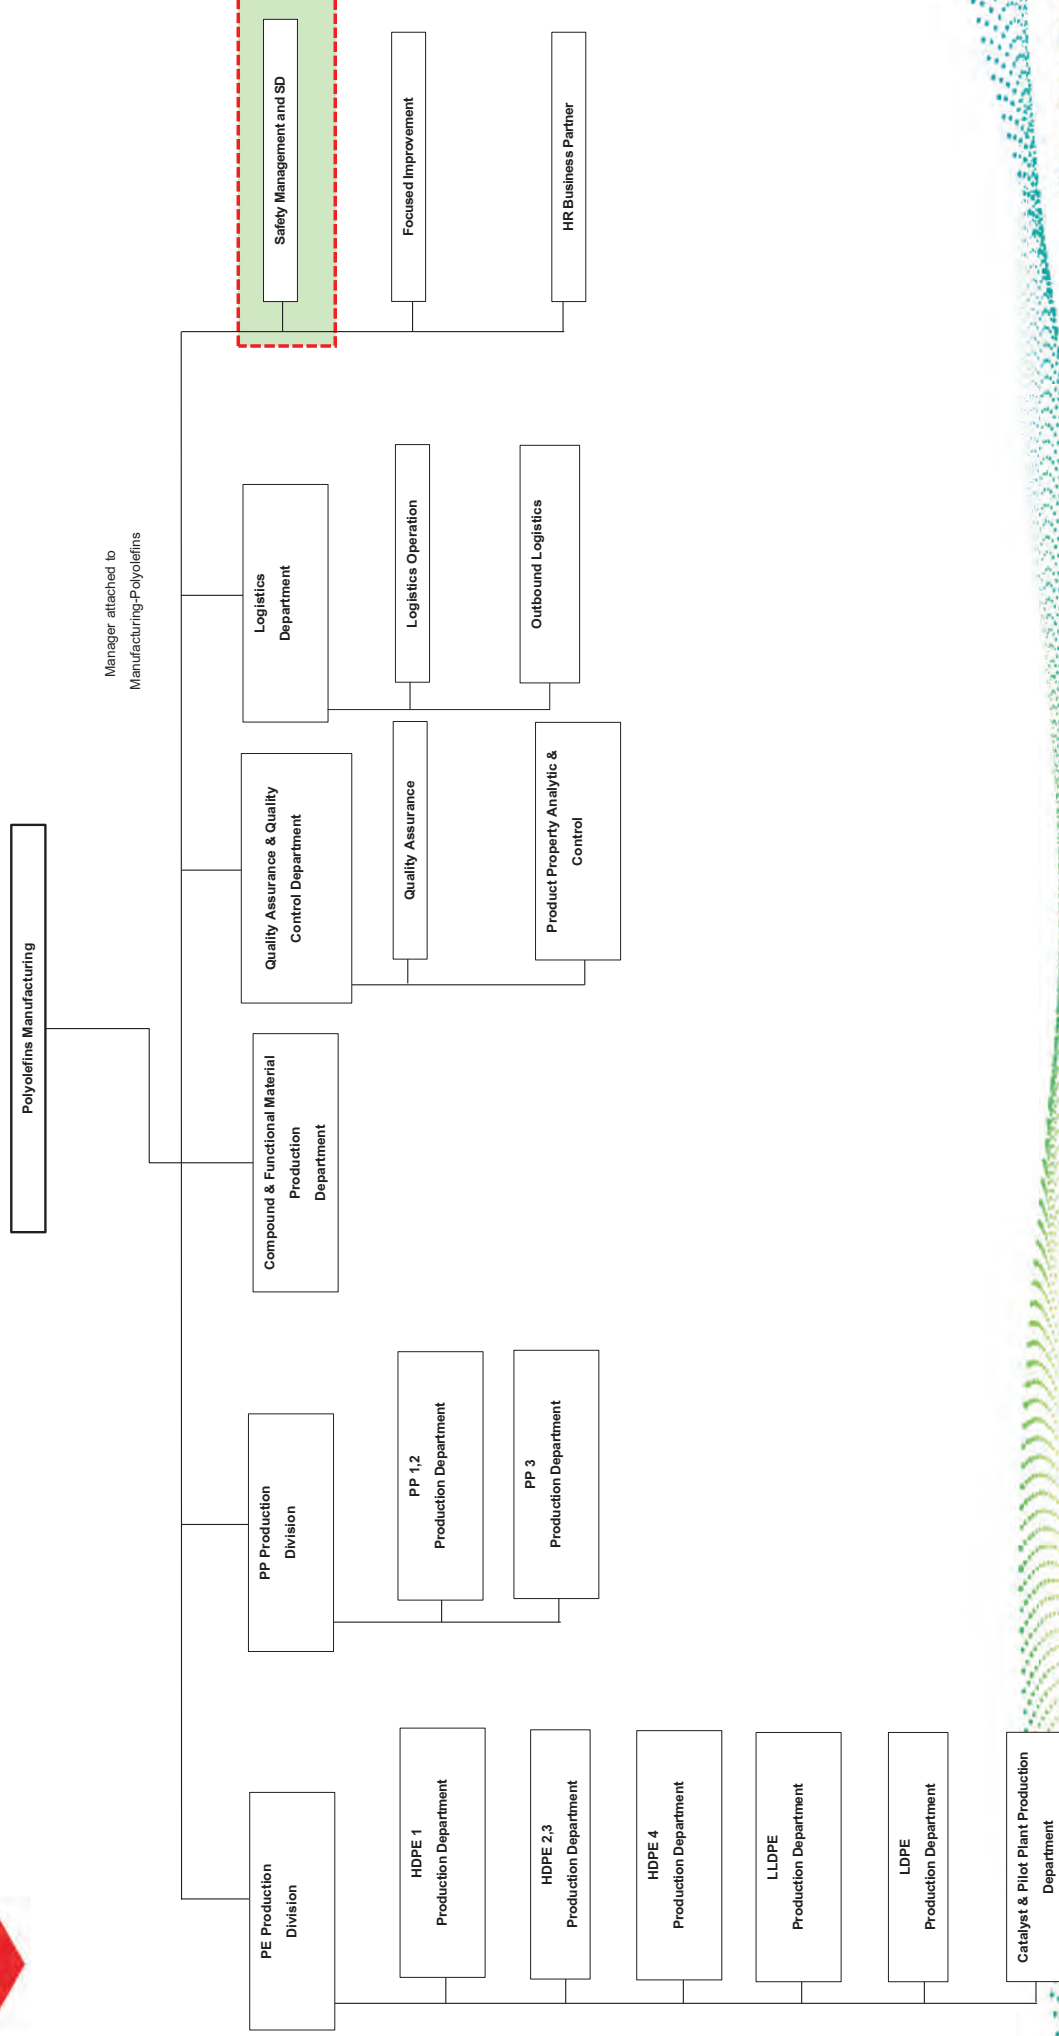 Polyolefins Manufacturing
Manager attached to
Manufacturing-Polyolefins
PE Production
Division
HDPE 1
Production Department
HDPE 2,3
Production Department
HDPE 4
Production Department
LLDPE
Production Department
LDPE
Production Department
Catalyst & Pilot Plant Production
Department
PP Production
Division
PP 1,2
Production Department
PP 3
Production Department
Compound & Functional Material
Production
Department
Quality Assurance & Quality
Control Department
Quality Assurance
Product Property Analytic &
Control
Logistics
Department
Logistics Operation
Outbound Logistics
Safety Management and SD
Focused Improvement
HR Business Partner